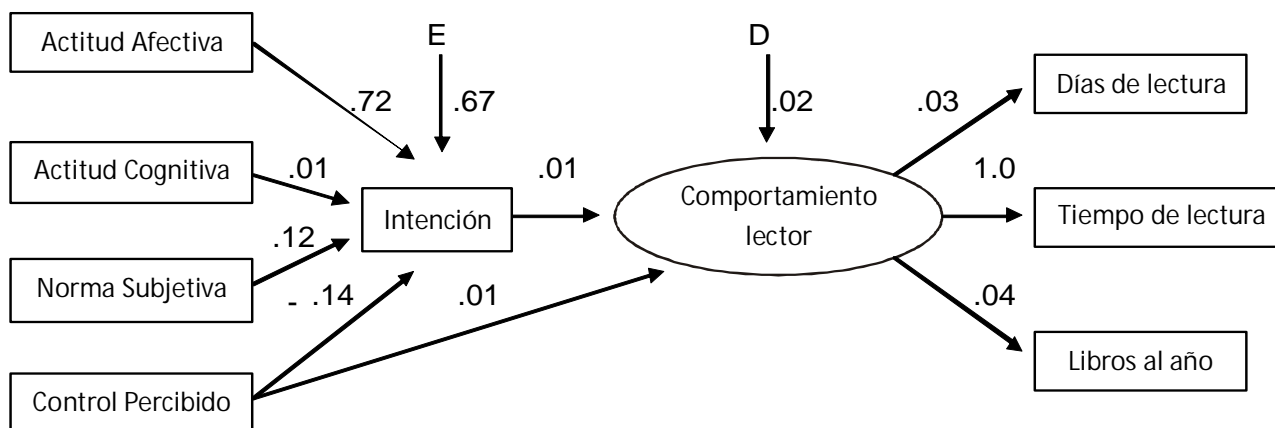 Actitud Afectiva
E
D
.72
.67
.02
.03
Días de lectura
Actitud Cognitiva
.01
.01
1.0
Intención
Comportamiento
lector
Tiempo de lectura
.12
Norma Subjetiva
- .14
.01
.04
Libros al año
Control Percibido